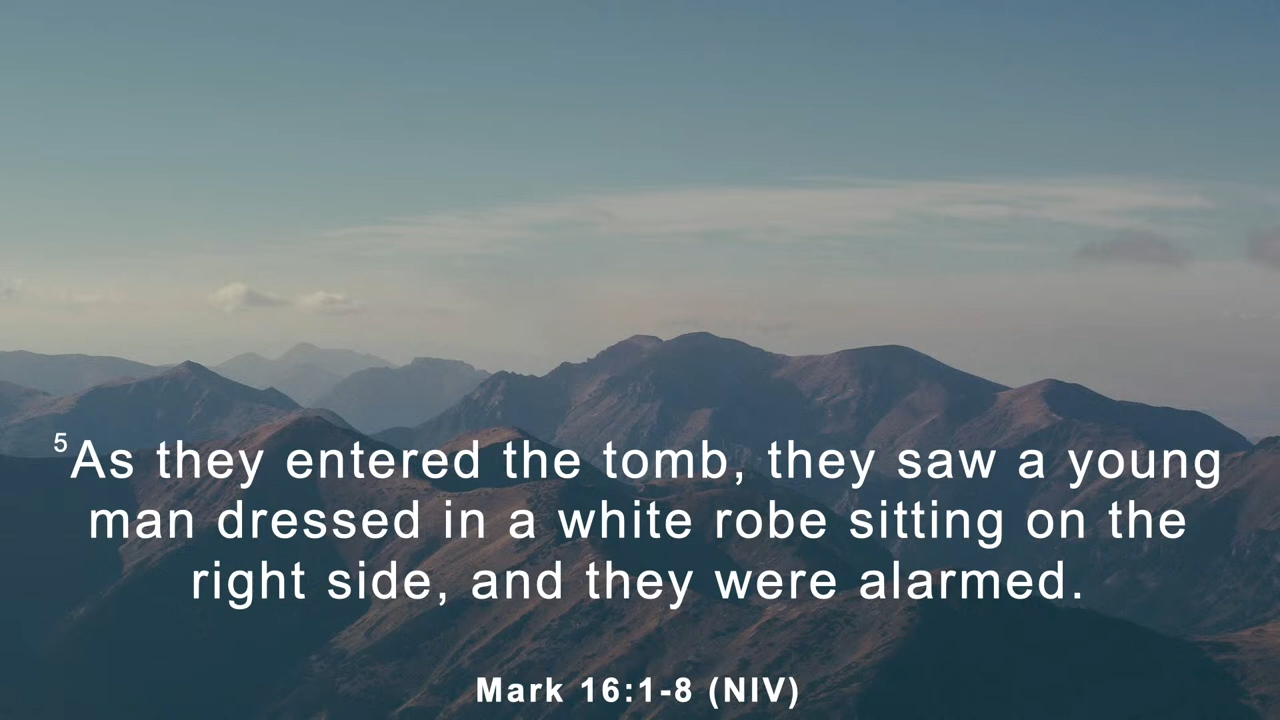 5As they entered the tomb, they saw a young
man dressed in a white robe sitting on the
right side, and they were alarmed.
Mark 16:1-8 (NIV)